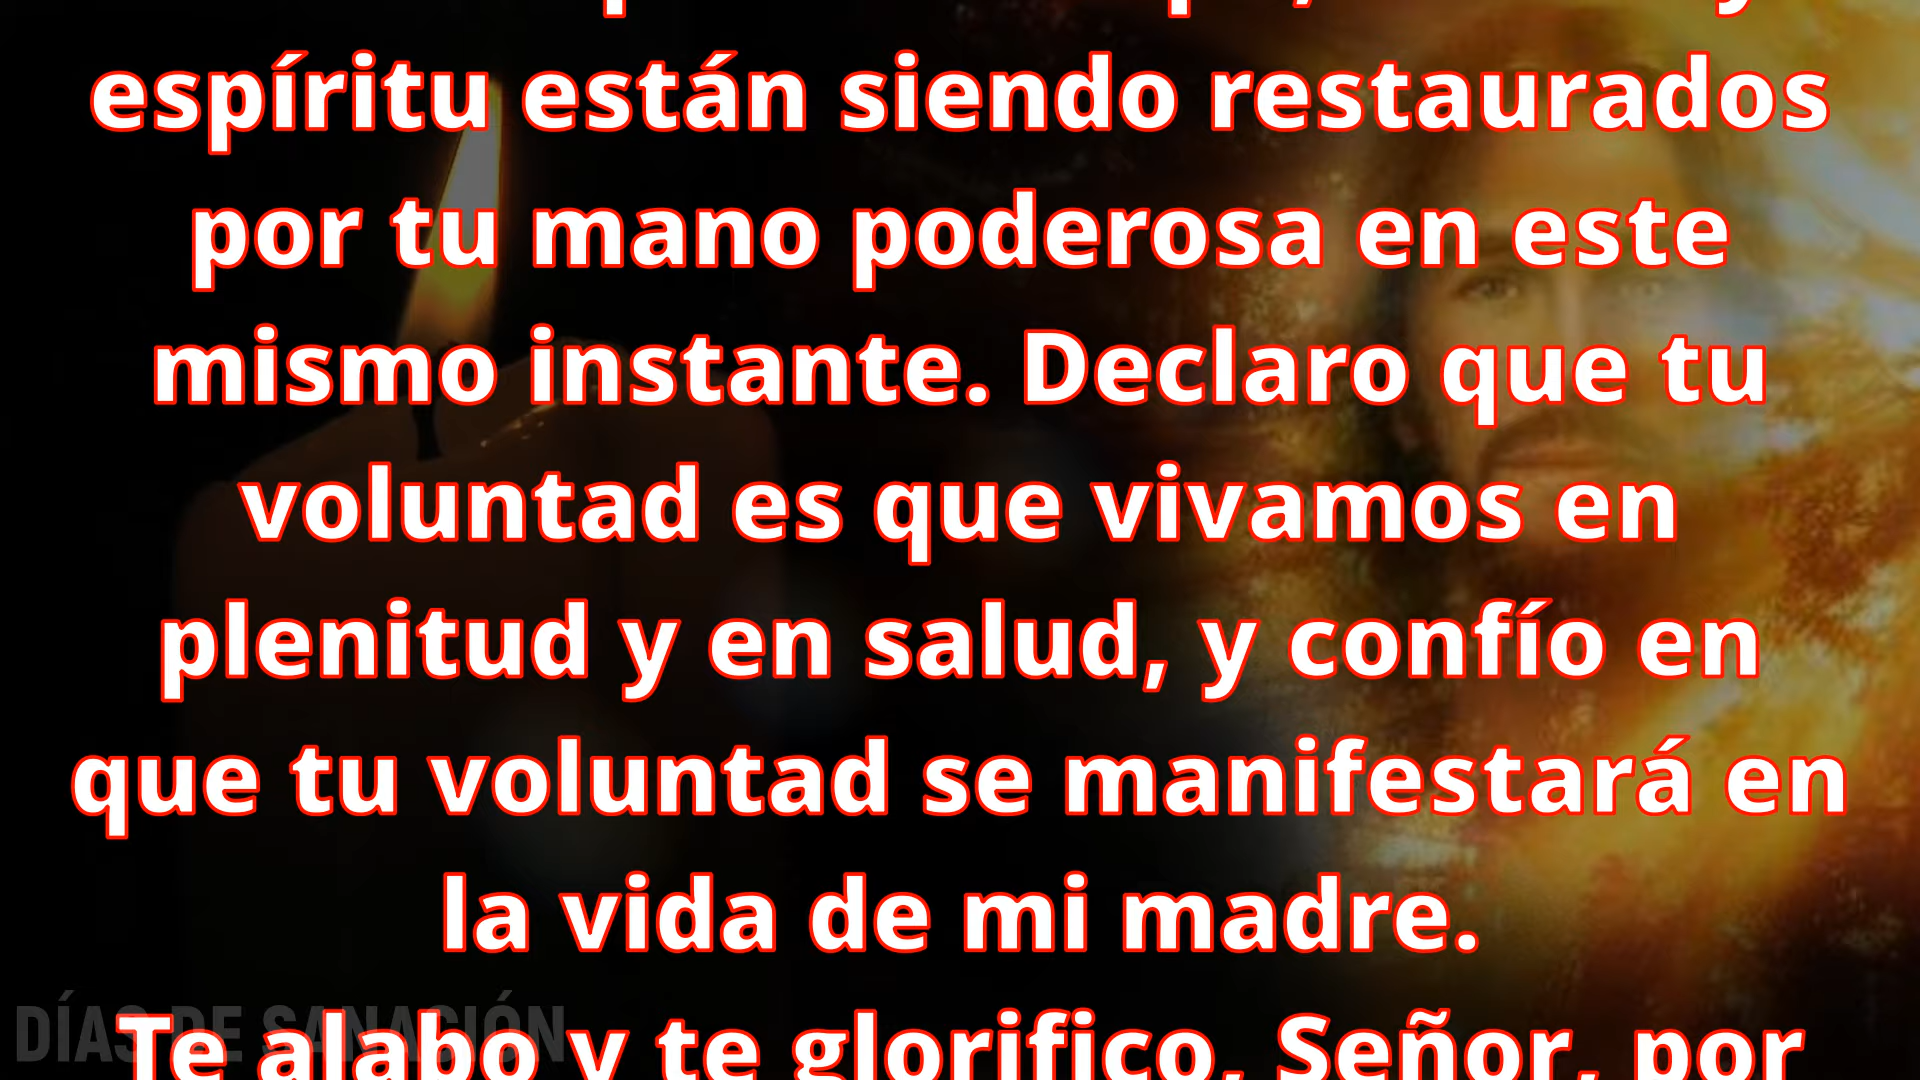 espíritu están siendo restaurados
por tu mano poderosa en este
mismo instante. Declaro que tu
voluntad es que vivamos en
plenitud y en salud, y confío en
que tu voluntad se manifestará en
la vida de mi madre.
Te alabo y te glorifico, Señor, por
DÍAS DE SANACIÓN